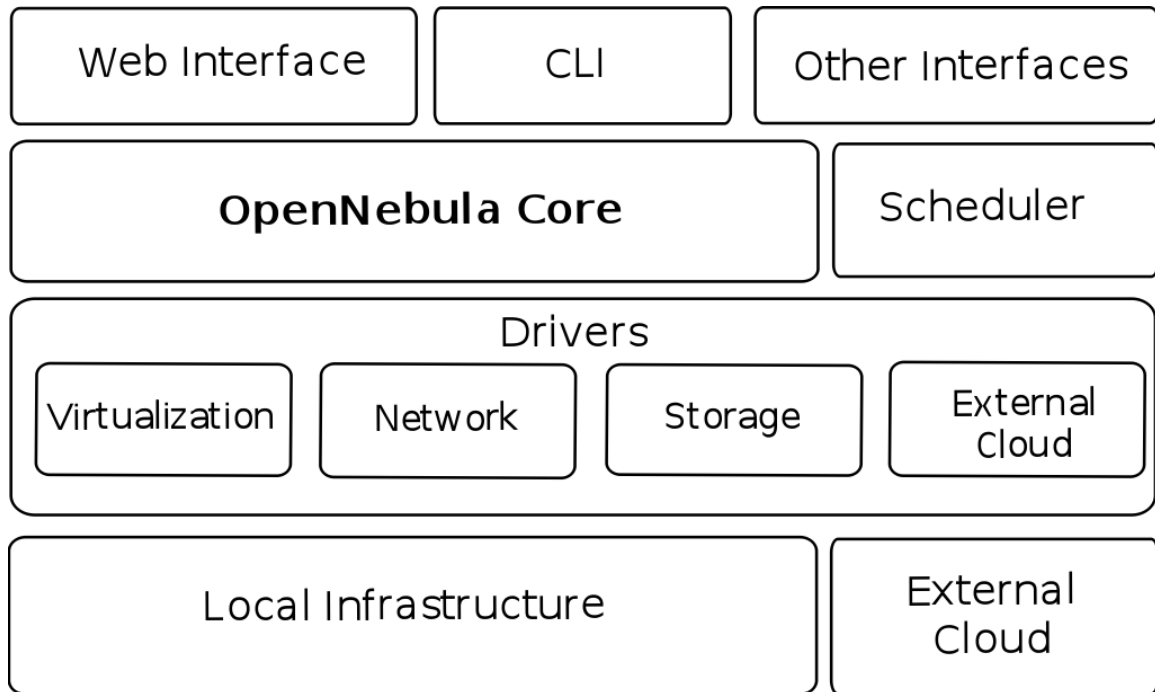 Web Interface
CLI
Other Interfaces
OpenNebula Core
Scheduler
Drivers
Virtualization
Network
Storage
External
Cloud
Local Infrastructure
External
Cloud